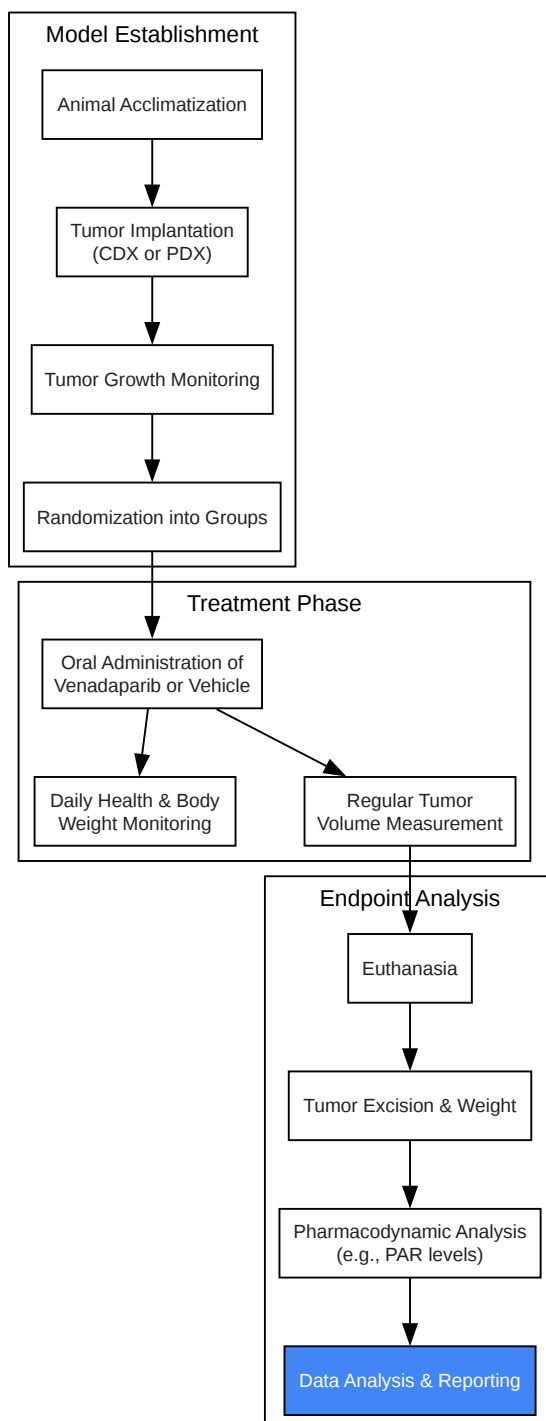 Model Establishment
Animal Acclimatization
Tumor Implantation
(CDX or PDX)
Tumor Growth Monitoring
Randomization into Groups
Treatment Phase
Oral Administration of
Venadaparib or Vehicle
Daily Health & Body
Weight Monitoring
Regular Tumor
Volume Measurement
Endpoint Analysis
Euthanasia
Tumor Excision & Weight
Pharmacodynamic Analysis
(e.g., PAR levels)
Data Analysis & Reporting